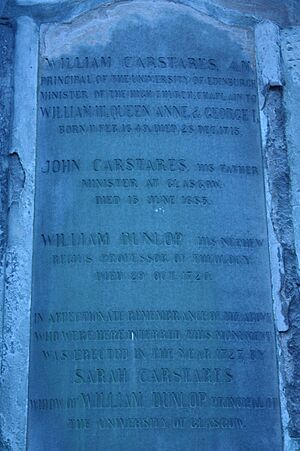 WILLIAM CARSTARES, A.M.
PRINCIPAL OF THE UNIVERSITY OF EDINBURGH
MINISTER OF THE HIGH CHURCH, CHAPLAIN TO
WILLIAM III, QUEEN ANNE, & GEORGE I
BORN 11 FEB. 1649, DIED 28 DEC. 1715.
JOHN CARSTARES, HIS FATHER
MINISTER AT GLASGOW.
DIED 1685.
WILLIAM DUNLOP, HIS NEPHEW
REGIUS PROFESSOR OF THEOLOGY.
DIED 29 OCT. 1720.
IN AFFECTIONATE REMEMBRANCE OF THE ABOVE
WHO WERE HERE INTERRED THIS MONUMENT
WAS ERECTED IN THE YEAR BY
SARAH CARSTARES
WIDOW OF WILLIAM DUNLOP PRINCIPAL OF
THE UNIVERSITY OF GLASGOW.